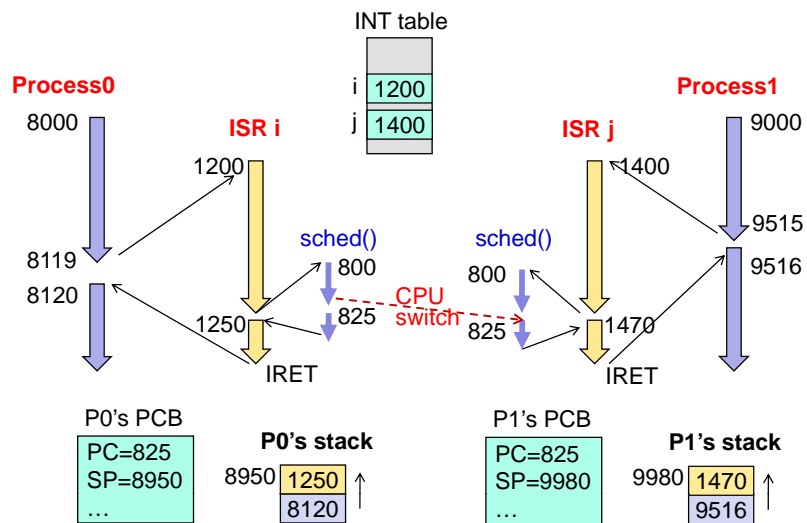 INT table
Process0
i
1200
Process1
8000
j
1400
9000
ISR i
ISR j
1200
1400
sched()
sched()
9515
8119
800
800
9516
8120
CPU
switch
1250
825
825
1470
IRET
IRET
P0's PCB
P1's PCB
PC=825
SP=8950
…
P0's stack
8950
1250
8120
PC=825
SP=9980
…
P1's stack
9980
1470
9516